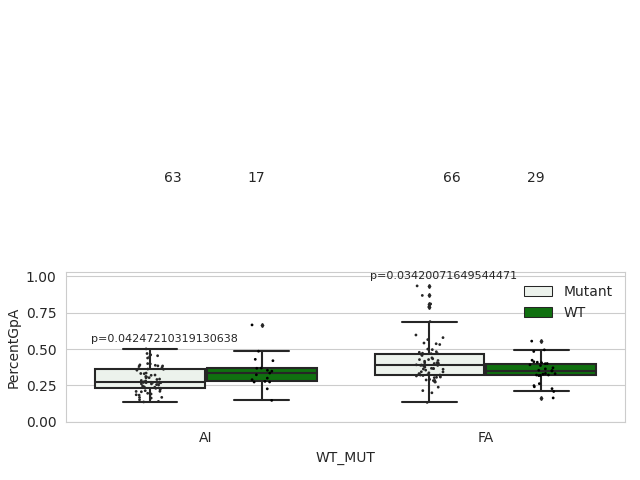 63 17 66 29
1.00
p=0.03420071649544471
Mutant
0.75
WT
p=0.04247210319130638
0.50
0.25
0.00
PercentGpA
AI FA
WT_MUT